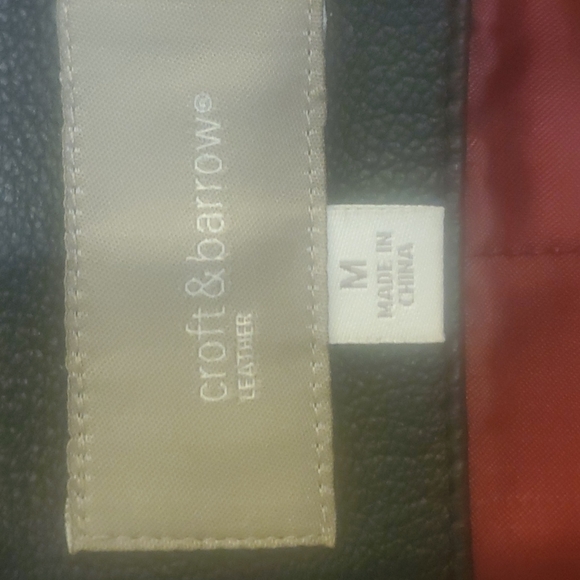 croft & barrow®
LEATHER
M
MADE IN
CHINA